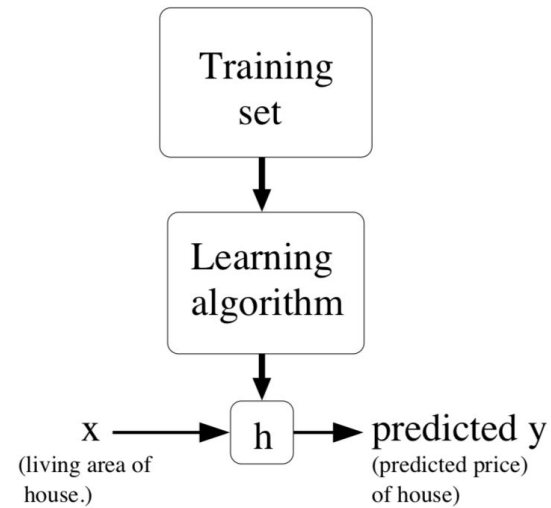 Training
set
Learning
algorithm
x
h
predicted y
(living area of
house.)
(predicted price)
of house)